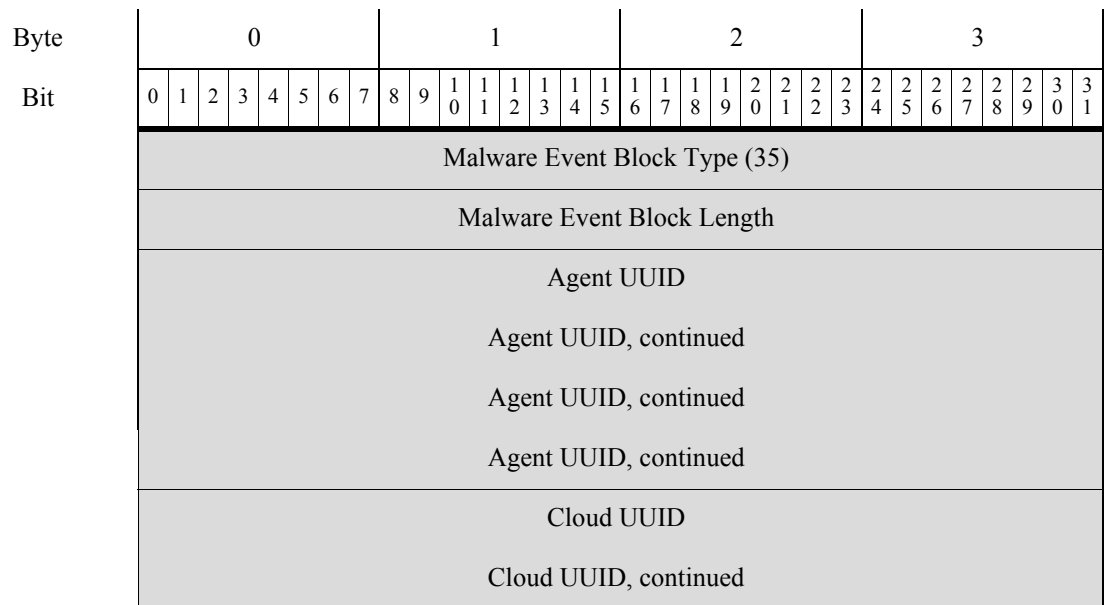 Byte 0 1 2 3
Bit 0 1 2 3 4 5 6 7 8 9 10 11 12 13 14 15 16 17 18 19 20 21 22 23 24 25 26 27 28 29 30 31
Malware Event Block Type (35)
Malware Event Block Length
Agent UUID
Agent UUID, continued
Agent UUID, continued
Agent UUID, continued
Cloud UUID
Cloud UUID, continued